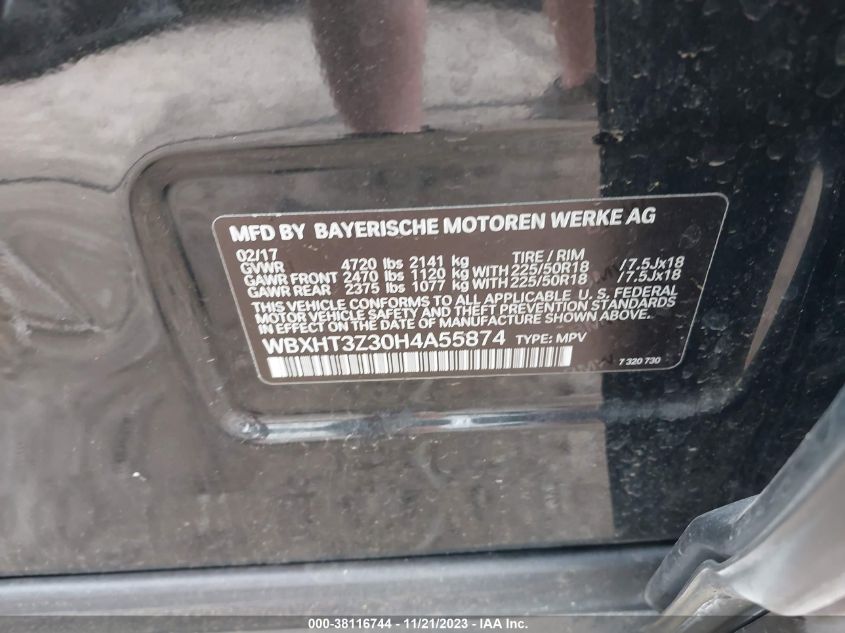 MFD BY BAYERISCHE MOTOREN WERKE AG
02/17 TIRE / RIM
GVWR 4720 lbs 2141 kg
GAWR FRONT 2470 lbs 1120 kg WITH 225/50R18 /7.5Jx18
GAWR REAR 2375 lbs 1077 kg WITH 225/50R18 /7.5Jx18
THIS VEHICLE CONFORMS TO ALL APPLICABLE U.S. FEDERAL
MOTOR VEHICLE SAFETY AND THEFT PREVENTION STANDARDS
IN EFFECT ON THE DATE OF MANUFACTURE SHOWN ABOVE.
WBXHT3Z30H4A55874 TYPE: MPV
7 320 730
000-38116744 - 11/21/2023 - IAA Inc.